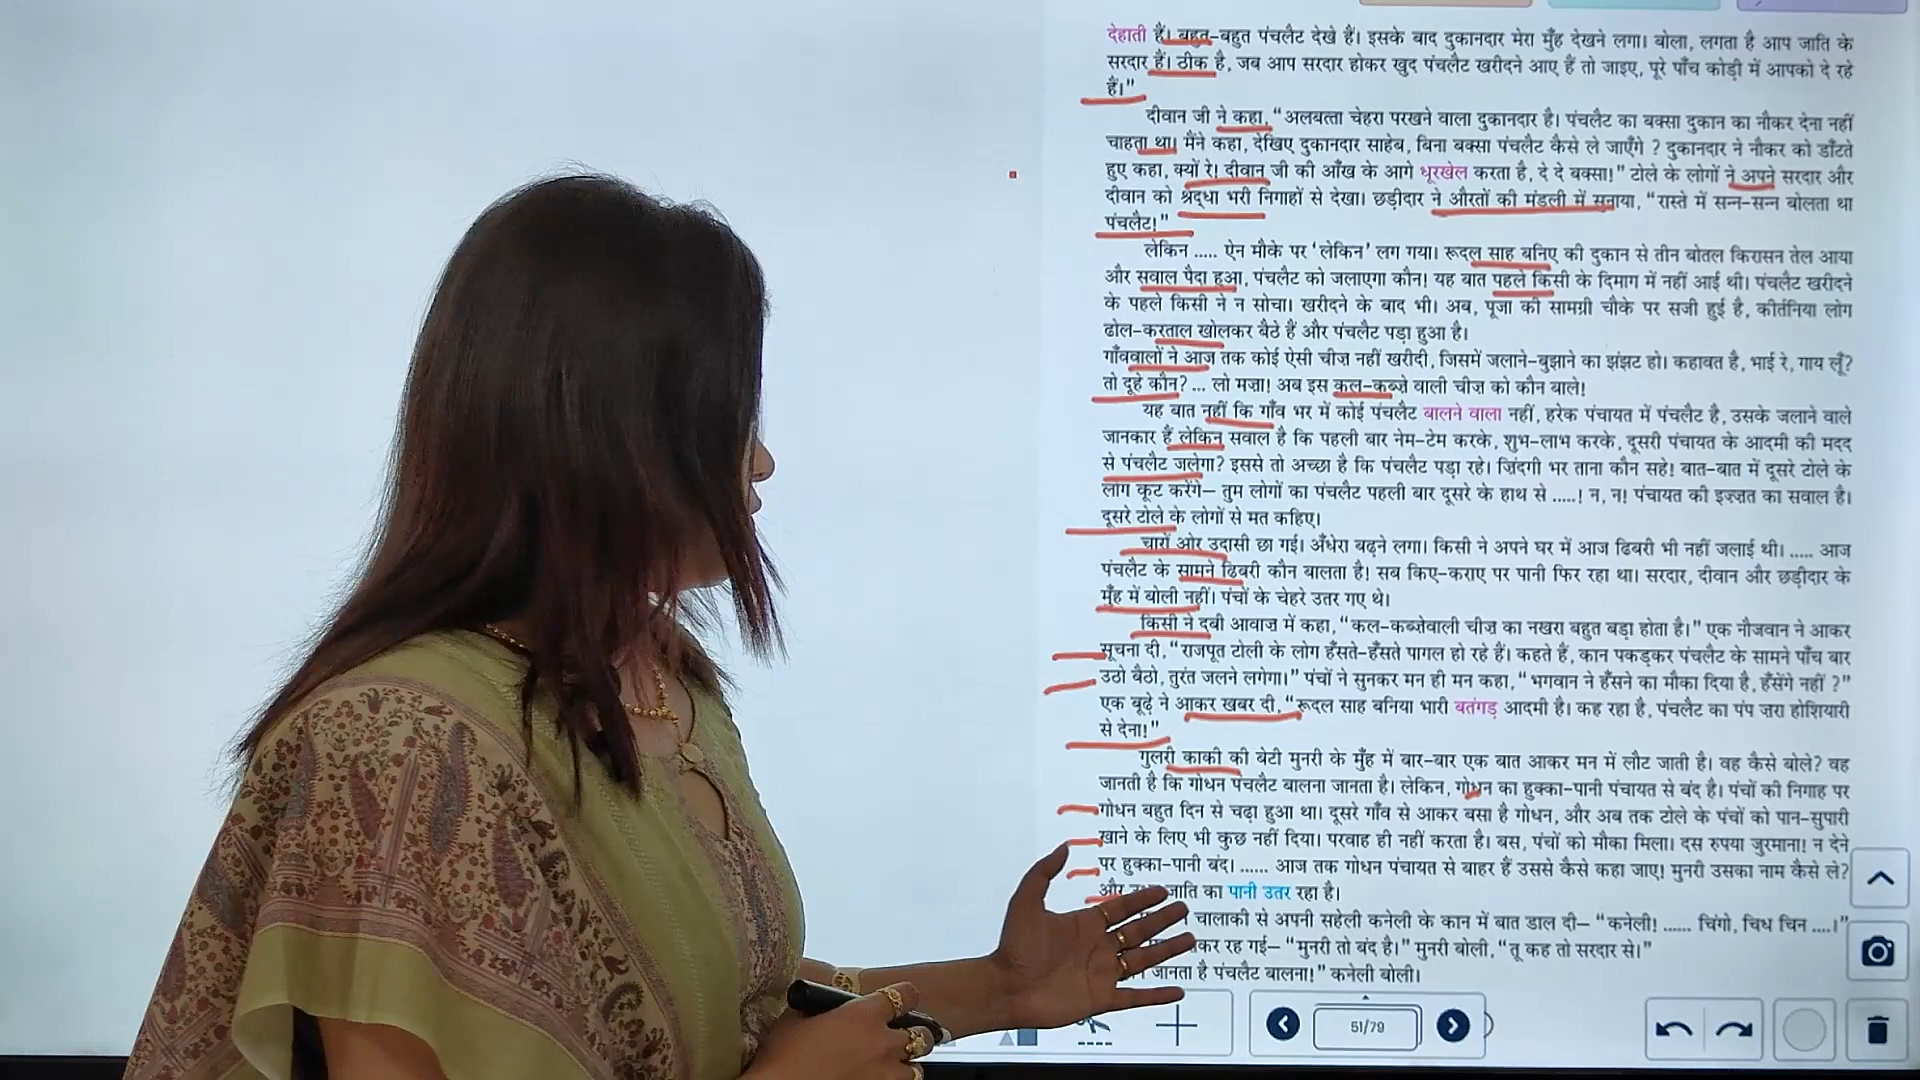 देहाती हैं। बहुत-बहुत पंचलैट देखे हैं। इसके बाद दुकानदार मेरा मुँह देखने लगा। बोला, लगता है आप जाति के
सरदार हैं। ठीक है, जब आप सरदार होकर खुद पंचलैट खरीदने आए हैं तो जाइए, पूरे पाँच कोड़ी में आपको दे रहे
हैं।”
दीवान जी ने कहा, “अलबत्ता चेहरा परखने वाला दुकानदार है। पंचलैट का बक्सा दुकान का नौकर देना नहीं
चाहता था। मैंने कहा, देखिए दुकानदार साहेब, बिना बक्सा पंचलैट कैसे ले जाएँगे ? दुकानदार ने नौकर को डाँटते
हुए कहा, क्यों रे! दीवान जी की आँख के आगे धूरखेल करता है, दे दे बक्सा!” टोले के लोगों ने अपने सरदार और
दीवान को श्रद्धा भरी निगाहों से देखा। छड़ीदार ने औरतों की मंडली में सुनाया, “रास्ते में सन्न-सन्न बोलता था
पंचलैट!”
लेकिन ..... ऐन मौके पर ‘लेकिन’ लग गया। रूदल साह बनिए की दुकान से तीन बोतल किरासन तेल आया
और सवाल पैदा हुआ, पंचलैट को जलाएगा कौन! यह बात पहले किसी के दिमाग में नहीं आई थी। पंचलैट खरीदने
के पहले किसी ने न सोचा। खरीदने के बाद भी। अब, पूजा की सामग्री चौके पर सजी हुई है, कीर्तनिया लोग
ढोल-करताल खोलकर बैठे हैं और पंचलैट पड़ा हुआ है।
गाँववालों ने आज तक कोई ऐसी चीज़ नहीं खरीदी, जिसमें जलाने-बुझाने का झंझट हो। कहावत है, भाई रे, गाय लूँ?
तो दूहे कौन? ... लो मज़ा! अब इस कल-कब्ज़े वाली चीज़ को कौन बाले!
यह बात नहीं कि गाँव भर में कोई पंचलैट बालने वाला नहीं, हरेक पंचायत में पंचलैट है, उसके जलाने वाले
जानकार हैं लेकिन सवाल है कि पहली बार नेम-टेम करके, शुभ-लाभ करके, दूसरी पंचायत के आदमी की मदद
से पंचलैट जलेगा? इससे तो अच्छा है कि पंचलैट पड़ा रहे। ज़िंदगी भर ताना कौन सहे! बात-बात में दूसरे टोले के
लोग कूट करेंगे– तुम लोगों का पंचलैट पहली बार दूसरे के हाथ से .....! न, न! पंचायत की इज़्ज़त का सवाल है।
दूसरे टोले के लोगों से मत कहिए।
चारों ओर उदासी छा गई। अँधेरा बढ़ने लगा। किसी ने अपने घर में आज ढिबरी भी नहीं जलाई थी। ..... आज
पंचलैट के सामने ढिबरी कौन बालता है! सब किए-कराए पर पानी फिर रहा था। सरदार, दीवान और छड़ीदार के
मुँह में बोली नहीं। पंचों के चेहरे उतर गए थे।
किसी ने दबी आवाज़ में कहा, “कल-कब्ज़ेवाली चीज़ का नखरा बहुत बड़ा होता है।” एक नौजवान ने आकर
सूचना दी, “राजपूत टोली के लोग हँसते-हँसते पागल हो रहे हैं। कहते हैं, कान पकड़कर पंचलैट के सामने पाँच बार
उठो बैठो, तुरंत जलने लगेगा।” पंचों ने सुनकर मन ही मन कहा, “भगवान ने हँसने का मौका दिया है, हँसेंगे नहीं ?”
एक बूढ़े ने आकर खबर दी, “रूदल साह बनिया भारी बतंगड़ आदमी है। कह रहा है, पंचलैट का पंप ज़रा होशियारी
से देना!”
गुलरी काकी की बेटी मुनरी के मुँह में बार-बार एक बात आकर मन में लौट जाती है। वह कैसे बोले? वह
जानती है कि गोधन पंचलैट बालना जानता है। लेकिन, गोधन का हुक्का-पानी पंचायत से बंद है। पंचों की निगाह पर
गोधन बहुत दिन से चढ़ा हुआ था। दूसरे गाँव से आकर बसा है गोधन, और अब तक टोले के पंचों को पान-सुपारी
खाने के लिए भी कुछ नहीं दिया। परवाह ही नहीं करता है। बस, पंचों को मौका मिला। दस रुपया जुरमाना! न देने
पर हुक्का-पानी बंद। ...... आज तक गोधन पंचायत से बाहर हैं उससे कैसे कहा जाए! मुनरी उसका नाम कैसे ले?
और जाति का पानी उतर रहा है।
चालाकी से अपनी सहेली कनेली के कान में बात डाल दी– “कनेली! ...... चिंगो, चिध चिन ....।”
कर रह गई– “मुनरी तो बंद है।” मुनरी बोली, “तू कह तो सरदार से।”
जानता है पंचलैट बालना!” कनेली बोली।
51/79